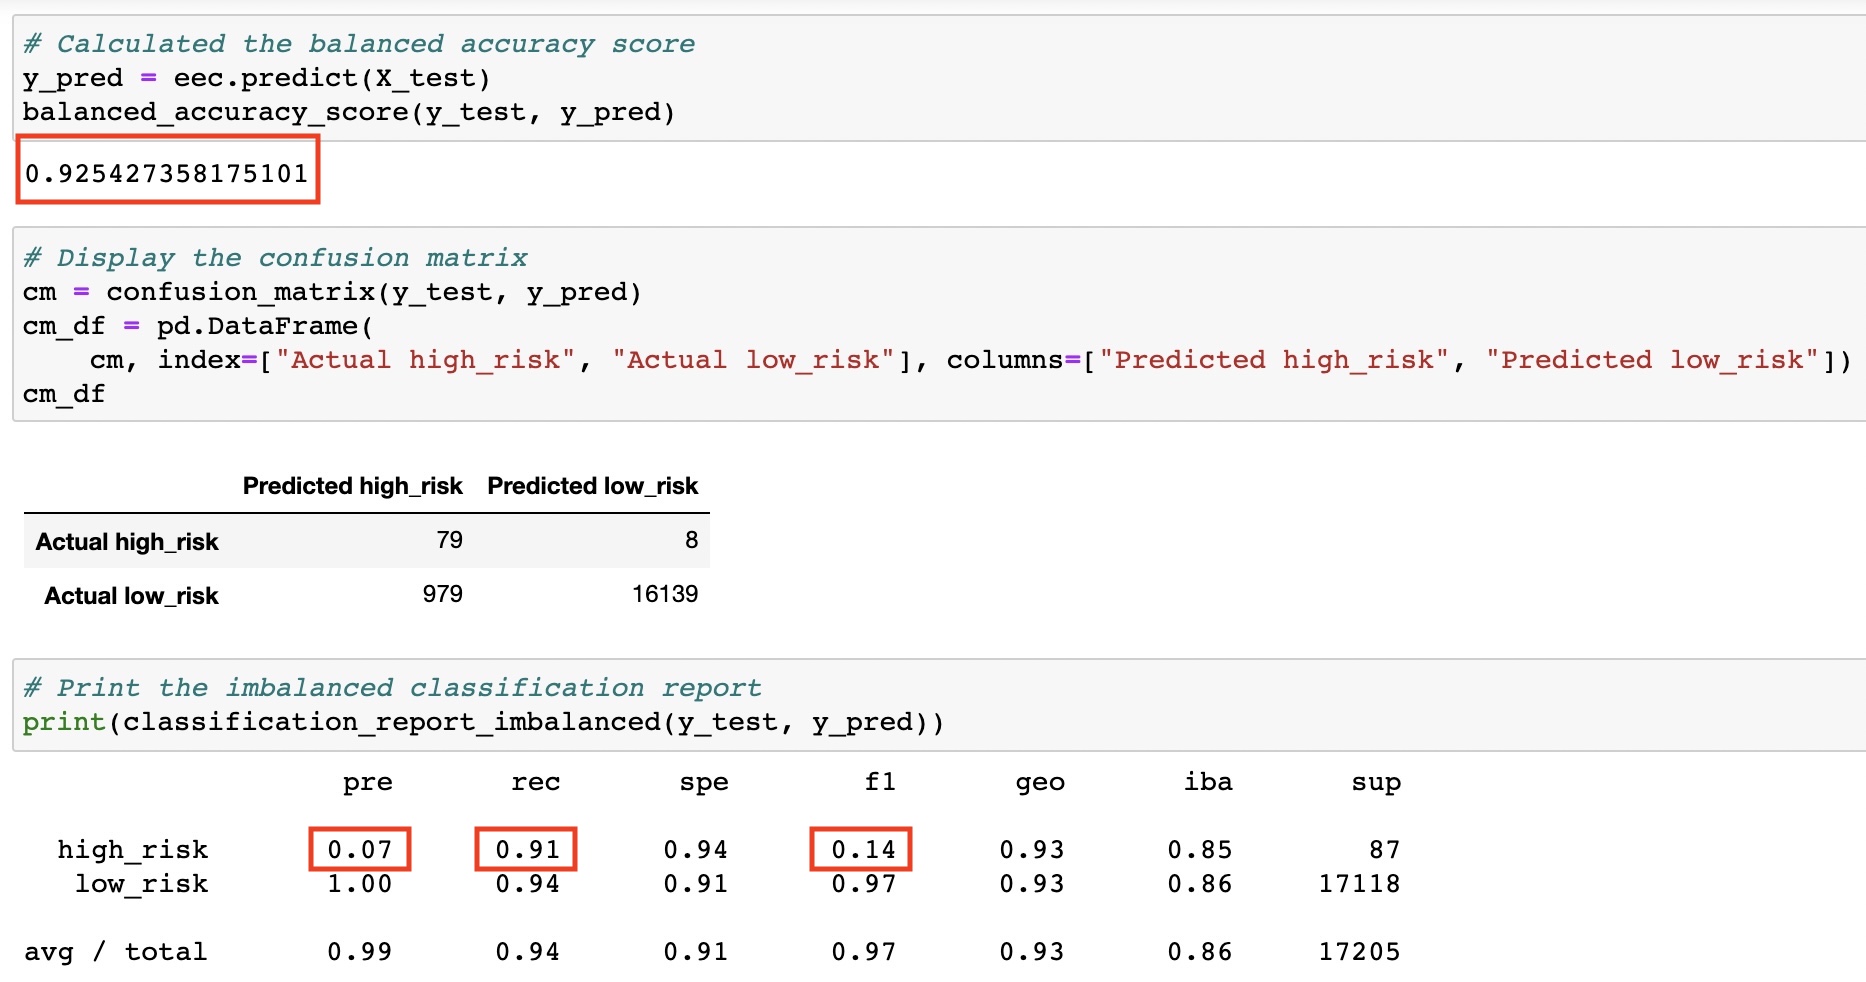 # Calculated the balanced accuracy score
y_pred = eec.predict(X_test)
balanced_accuracy_score(y_test, y_pred)
0.925427358175101
# Display the confusion matrix
cm = confusion_matrix(y_test, y_pred)
cm_df = pd.DataFrame(
    cm, index=["Actual high_risk", "Actual low_risk"], columns=["Predicted high_risk", "Predicted low_risk"])
cm_df
Predicted high_risk Predicted low_risk
Actual high_risk 79 8
Actual low_risk 979 16139
# Print the imbalanced classification report
print(classification_report_imbalanced(y_test, y_pred))
pre rec spe f1 geo iba sup
high_risk 0.07 0.91 0.94 0.14 0.93 0.85 87
low_risk 1.00 0.94 0.91 0.97 0.93 0.86 17118
avg / total 0.99 0.94 0.91 0.97 0.93 0.86 17205